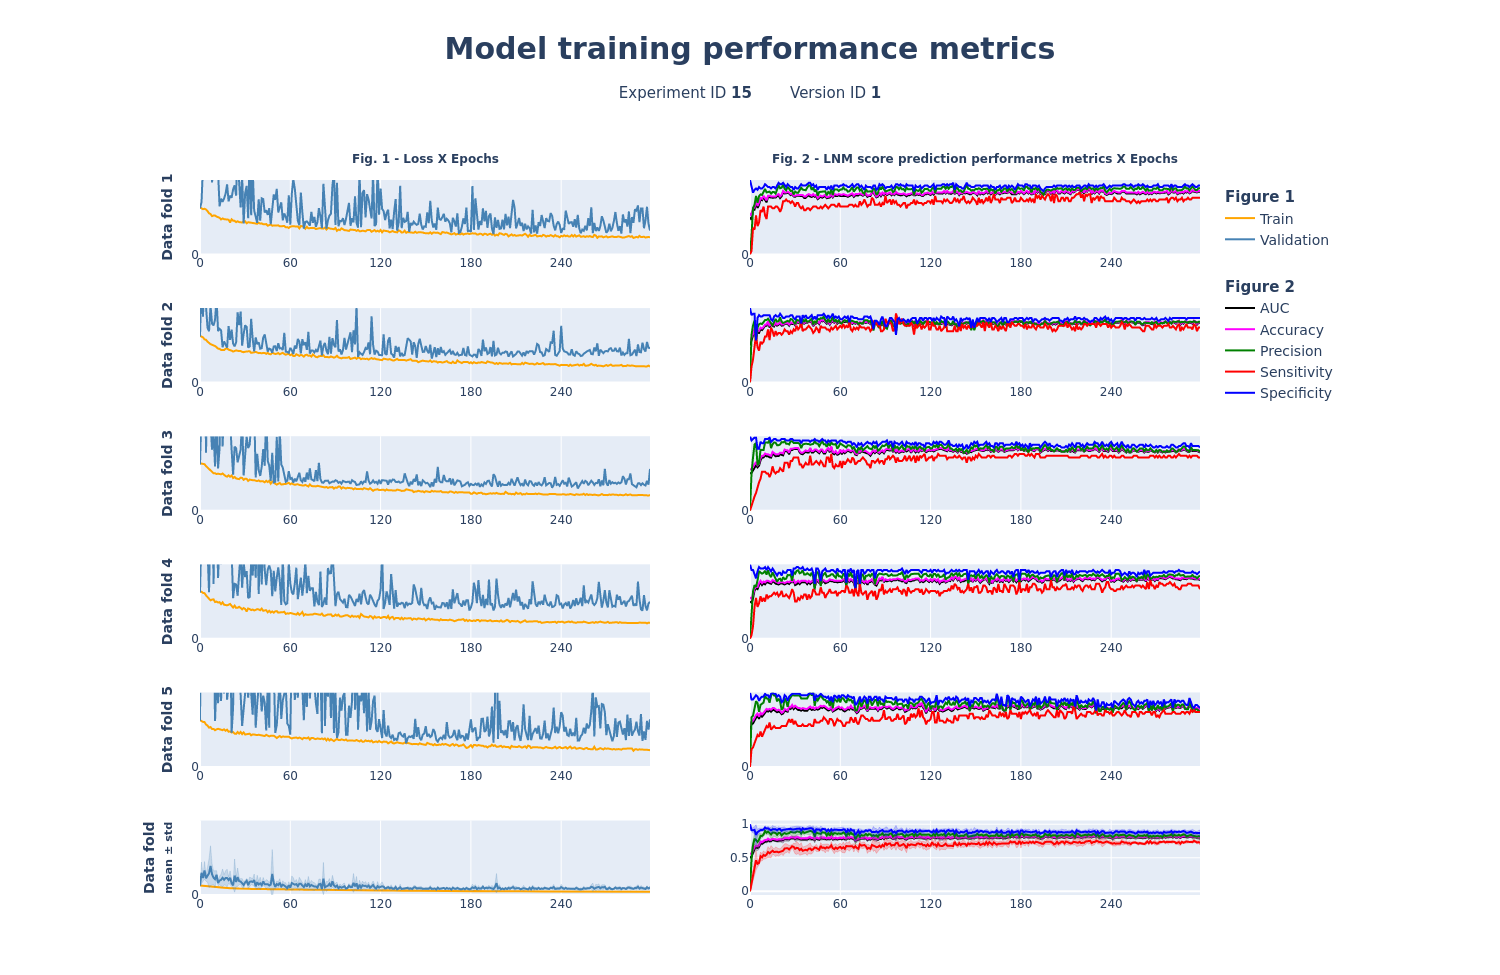 Model training performance metrics
Experiment ID 15 Version ID 1
Fig. 1 - Loss X Epochs
Fig. 2 - LNM score prediction performance metrics X Epochs
Data fold 1
0
0 60 120 180 240
0
0 60 120 180 240
Figure 1
Train
Validation
Figure 2
AUC
Accuracy
Precision
Sensitivity
Specificity
Data fold 2
0
0 60 120 180 240
0
0 60 120 180 240
Data fold 3
0
0 60 120 180 240
0
0 60 120 180 240
Data fold 4
0
0 60 120 180 240
0
0 60 120 180 240
Data fold 5
0
0 60 120 180 240
0
0 60 120 180 240
Data fold
mean ± std
0
0 60 120 180 240
1
0.5
0
0 60 120 180 240